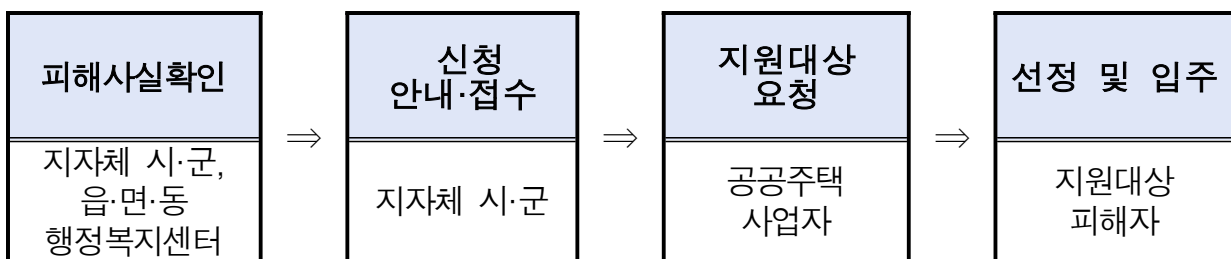 피해사실확인
지자체 시·군,
읍·면·동
행정복지센터
⇒
신청
안내·접수
지자체 시·군
⇒
지원대상
요청
공공주택
사업자
⇒
선정 및 입주
지원대상
피해자